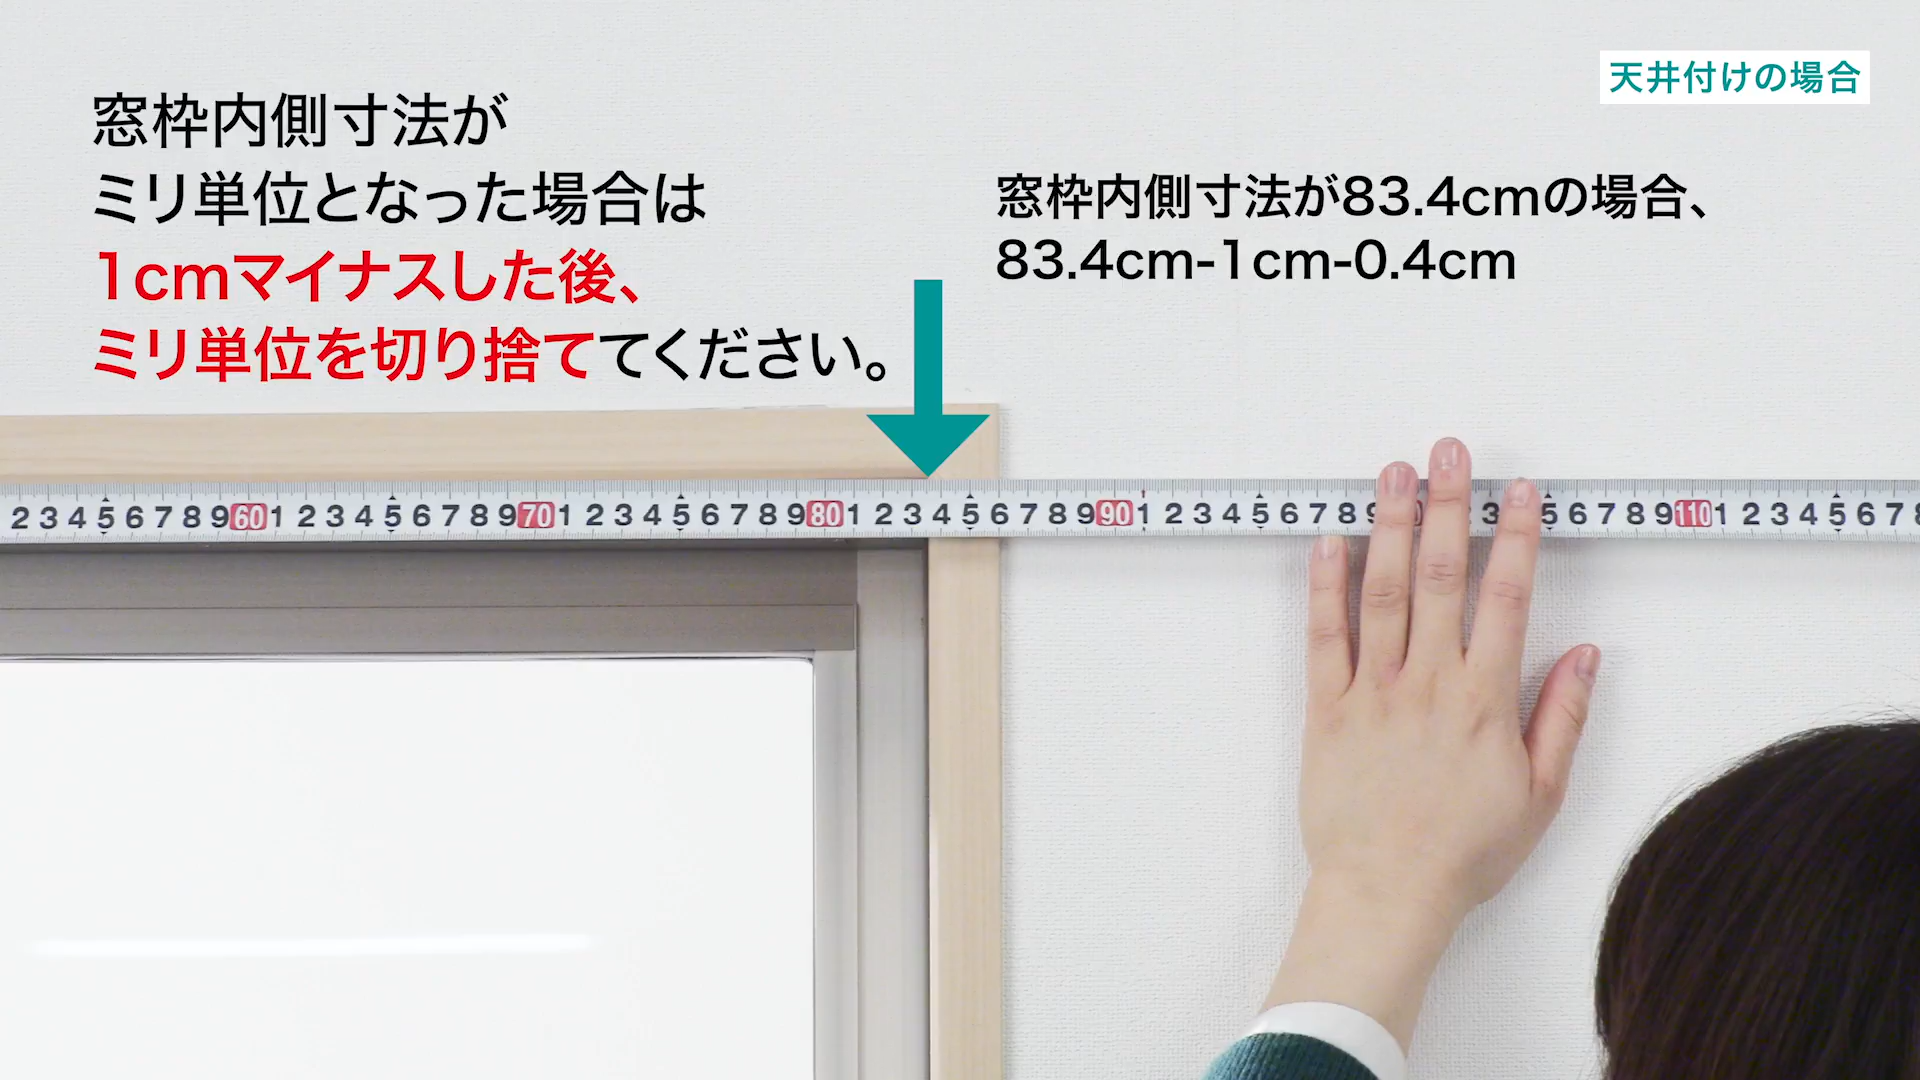 天井付けの場合
窓枠内側寸法が
ミリ単位となった場合は
1cmマイナスした後、
ミリ単位を切り捨ててください。
窓枠内側寸法が83.4cmの場合、
83.4cm-1cm-0.4cm
2 3 4 5 6 7 8 9 60 1 2 3 4 5 6 7 8 9 70 1 2 3 4 5 6 7 8 9 80 1 2 3 4 5 6 7 8 9 90 1 2 3 4 5 6 7 8 9 3 5 6 7 8 9 110 1 2 3 4 5 6 7